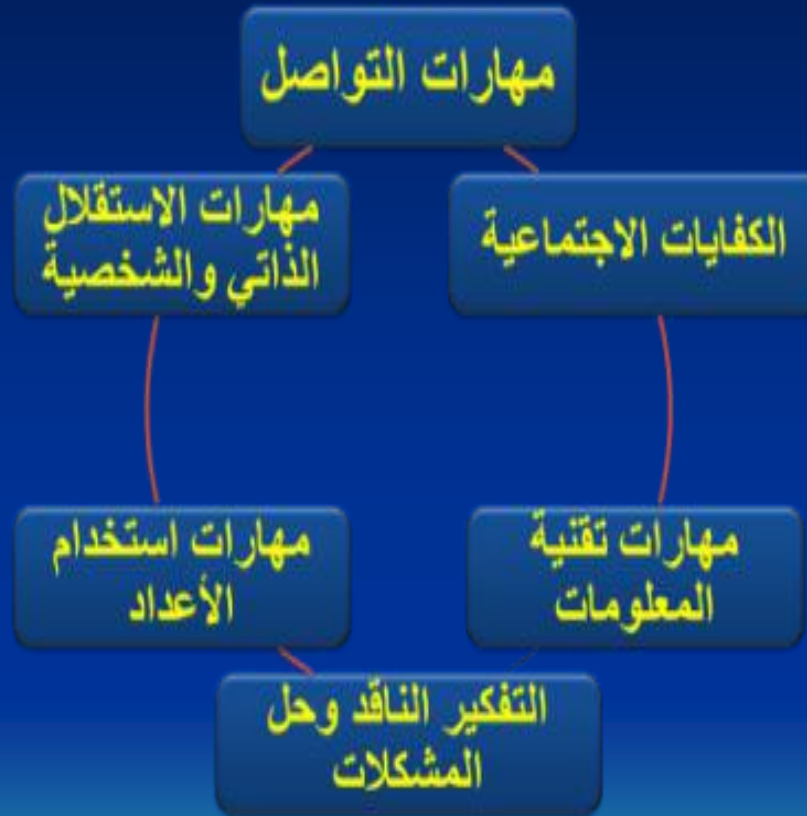 مهارات التواصل
الكفايات الاجتماعية
مهارات تقنية
المعلومات
التفكير الناقد وحل
المشكلات
مهارات استخدام
الأعداد
مهارات الاستقلال
الذاتي والشخصية